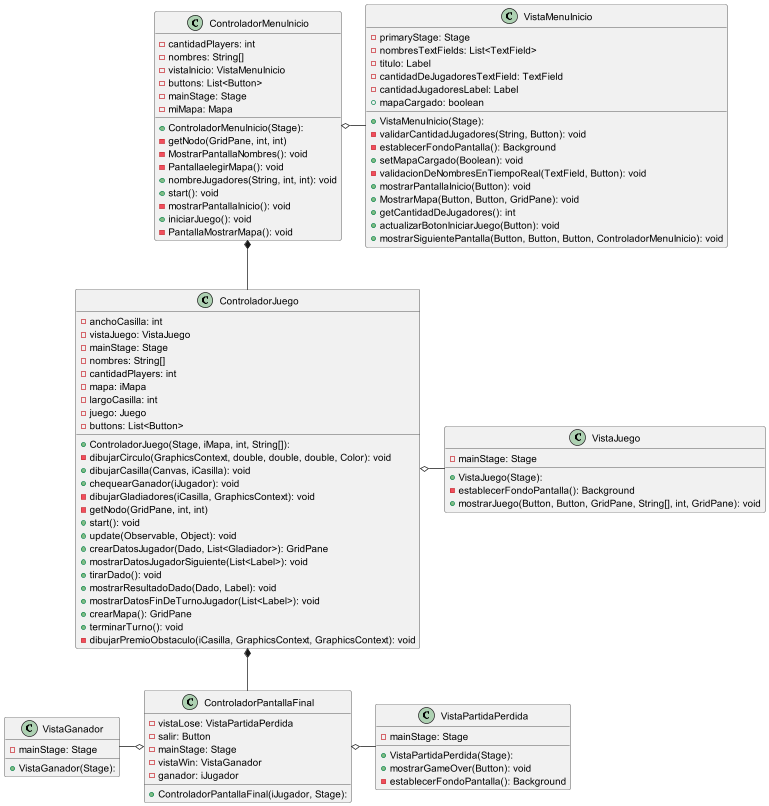 C ControladorMenuInicio
cantidadPlayers: int
nombres: String[]
vistaInicio: VistaMenuInicio
buttons: List<Button>
mainStage: Stage
miMapa: Mapa
ControladorMenuInicio(Stage):
getNodo(GridPane, int, int)
MostrarPantallaNombres(): void
PantallaelegirMapa(): void
nombreJugadores(String, int, int): void
start(): void
mostrarPantallaInicio(): void
iniciarJuego(): void
PantallaMostrarMapa(): void
C VistaMenuInicio
primaryStage: Stage
nombresTextFields: List<TextField>
titulo: Label
cantidadDeJugadoresTextField: TextField
cantidadJugadoresLabel: Label
mapaCargado: boolean
VistaMenuInicio(Stage):
validarCantidadJugadores(String, Button): void
establecerFondoPantalla(): Background
setMapaCargado(Boolean): void
validacionDeNombresEnTiempoReal(TextField, Button): void
mostrarPantallaInicio(Button): void
MostrarMapa(Button, Button, GridPane): void
getCantidadDeJugadores(): int
actualizarBotonIniciarJuego(Button): void
mostrarSiguientePantalla(Button, Button, Button, ControladorMenuInicio): void
C ControladorJuego
anchoCasilla: int
vistaJuego: VistaJuego
mainStage: Stage
nombres: String[]
cantidadPlayers: int
mapa: iMapa
largoCasilla: int
juego: Juego
buttons: List<Button>
ControladorJuego(Stage, iMapa, int, String[]):
dibujarCirculo(GraphicsContext, double, double, double, Color): void
dibujarCasilla(Canvas, iCasilla): void
chequearGanador(iJugador): void
dibujarGladiadores(iCasilla, GraphicsContext): void
getNodo(GridPane, int, int)
start(): void
update(Observable, Object): void
crearDatosJugador(Dado, List<Gladiador>): GridPane
mostrarDatosJugadorSiguiente(List<Label>): void
tirarDado(): void
mostrarResultadoDado(Dado, Label): void
mostrarDatosFinDeTurnoJugador(List<Label>): void
crearMapa(): GridPane
terminarTurno(): void
dibujarPremioObstaculo(iCasilla, GraphicsContext, GraphicsContext): void
C VistaJuego
mainStage: Stage
VistaJuego(Stage):
establecerFondoPantalla(): Background
mostrarJuego(Button, Button, GridPane, String[], int, GridPane): void
C VistaGanador
mainStage: Stage
VistaGanador(Stage):
C ControladorPantallaFinal
vistaLose: VistaPartidaPerdida
salir: Button
mainStage: Stage
vistaWin: VistaGanador
ganador: iJugador
ControladorPantallaFinal(iJugador, Stage):
C VistaPartidaPerdida
mainStage: Stage
VistaPartidaPerdida(Stage):
mostrarGameOver(Button): void
establecerFondoPantalla(): Background